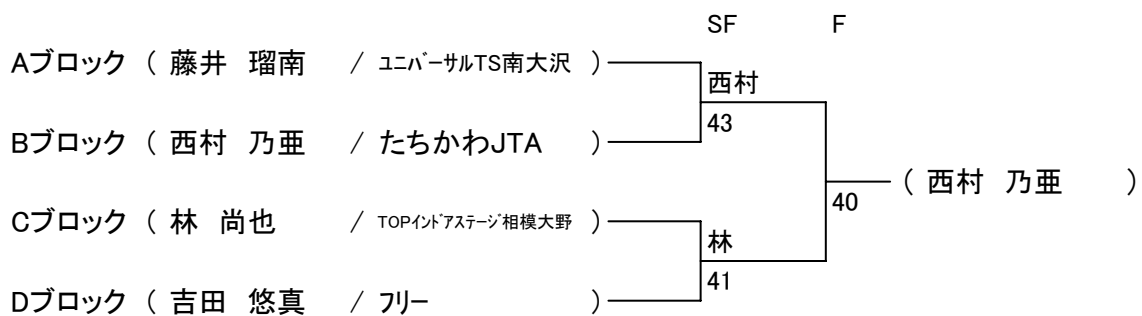 SF F
Aブロック ( 藤井 瑠南 / ユニバーサルTS南大沢 )
西村
43
Bブロック ( 西村 乃亜 / たちかわJTA )
( 西村 乃亜 )
40
Cブロック ( 林 尚也 / TOPインドアステージ相模大野 )
林
41
Dブロック ( 吉田 悠真 / フリー )